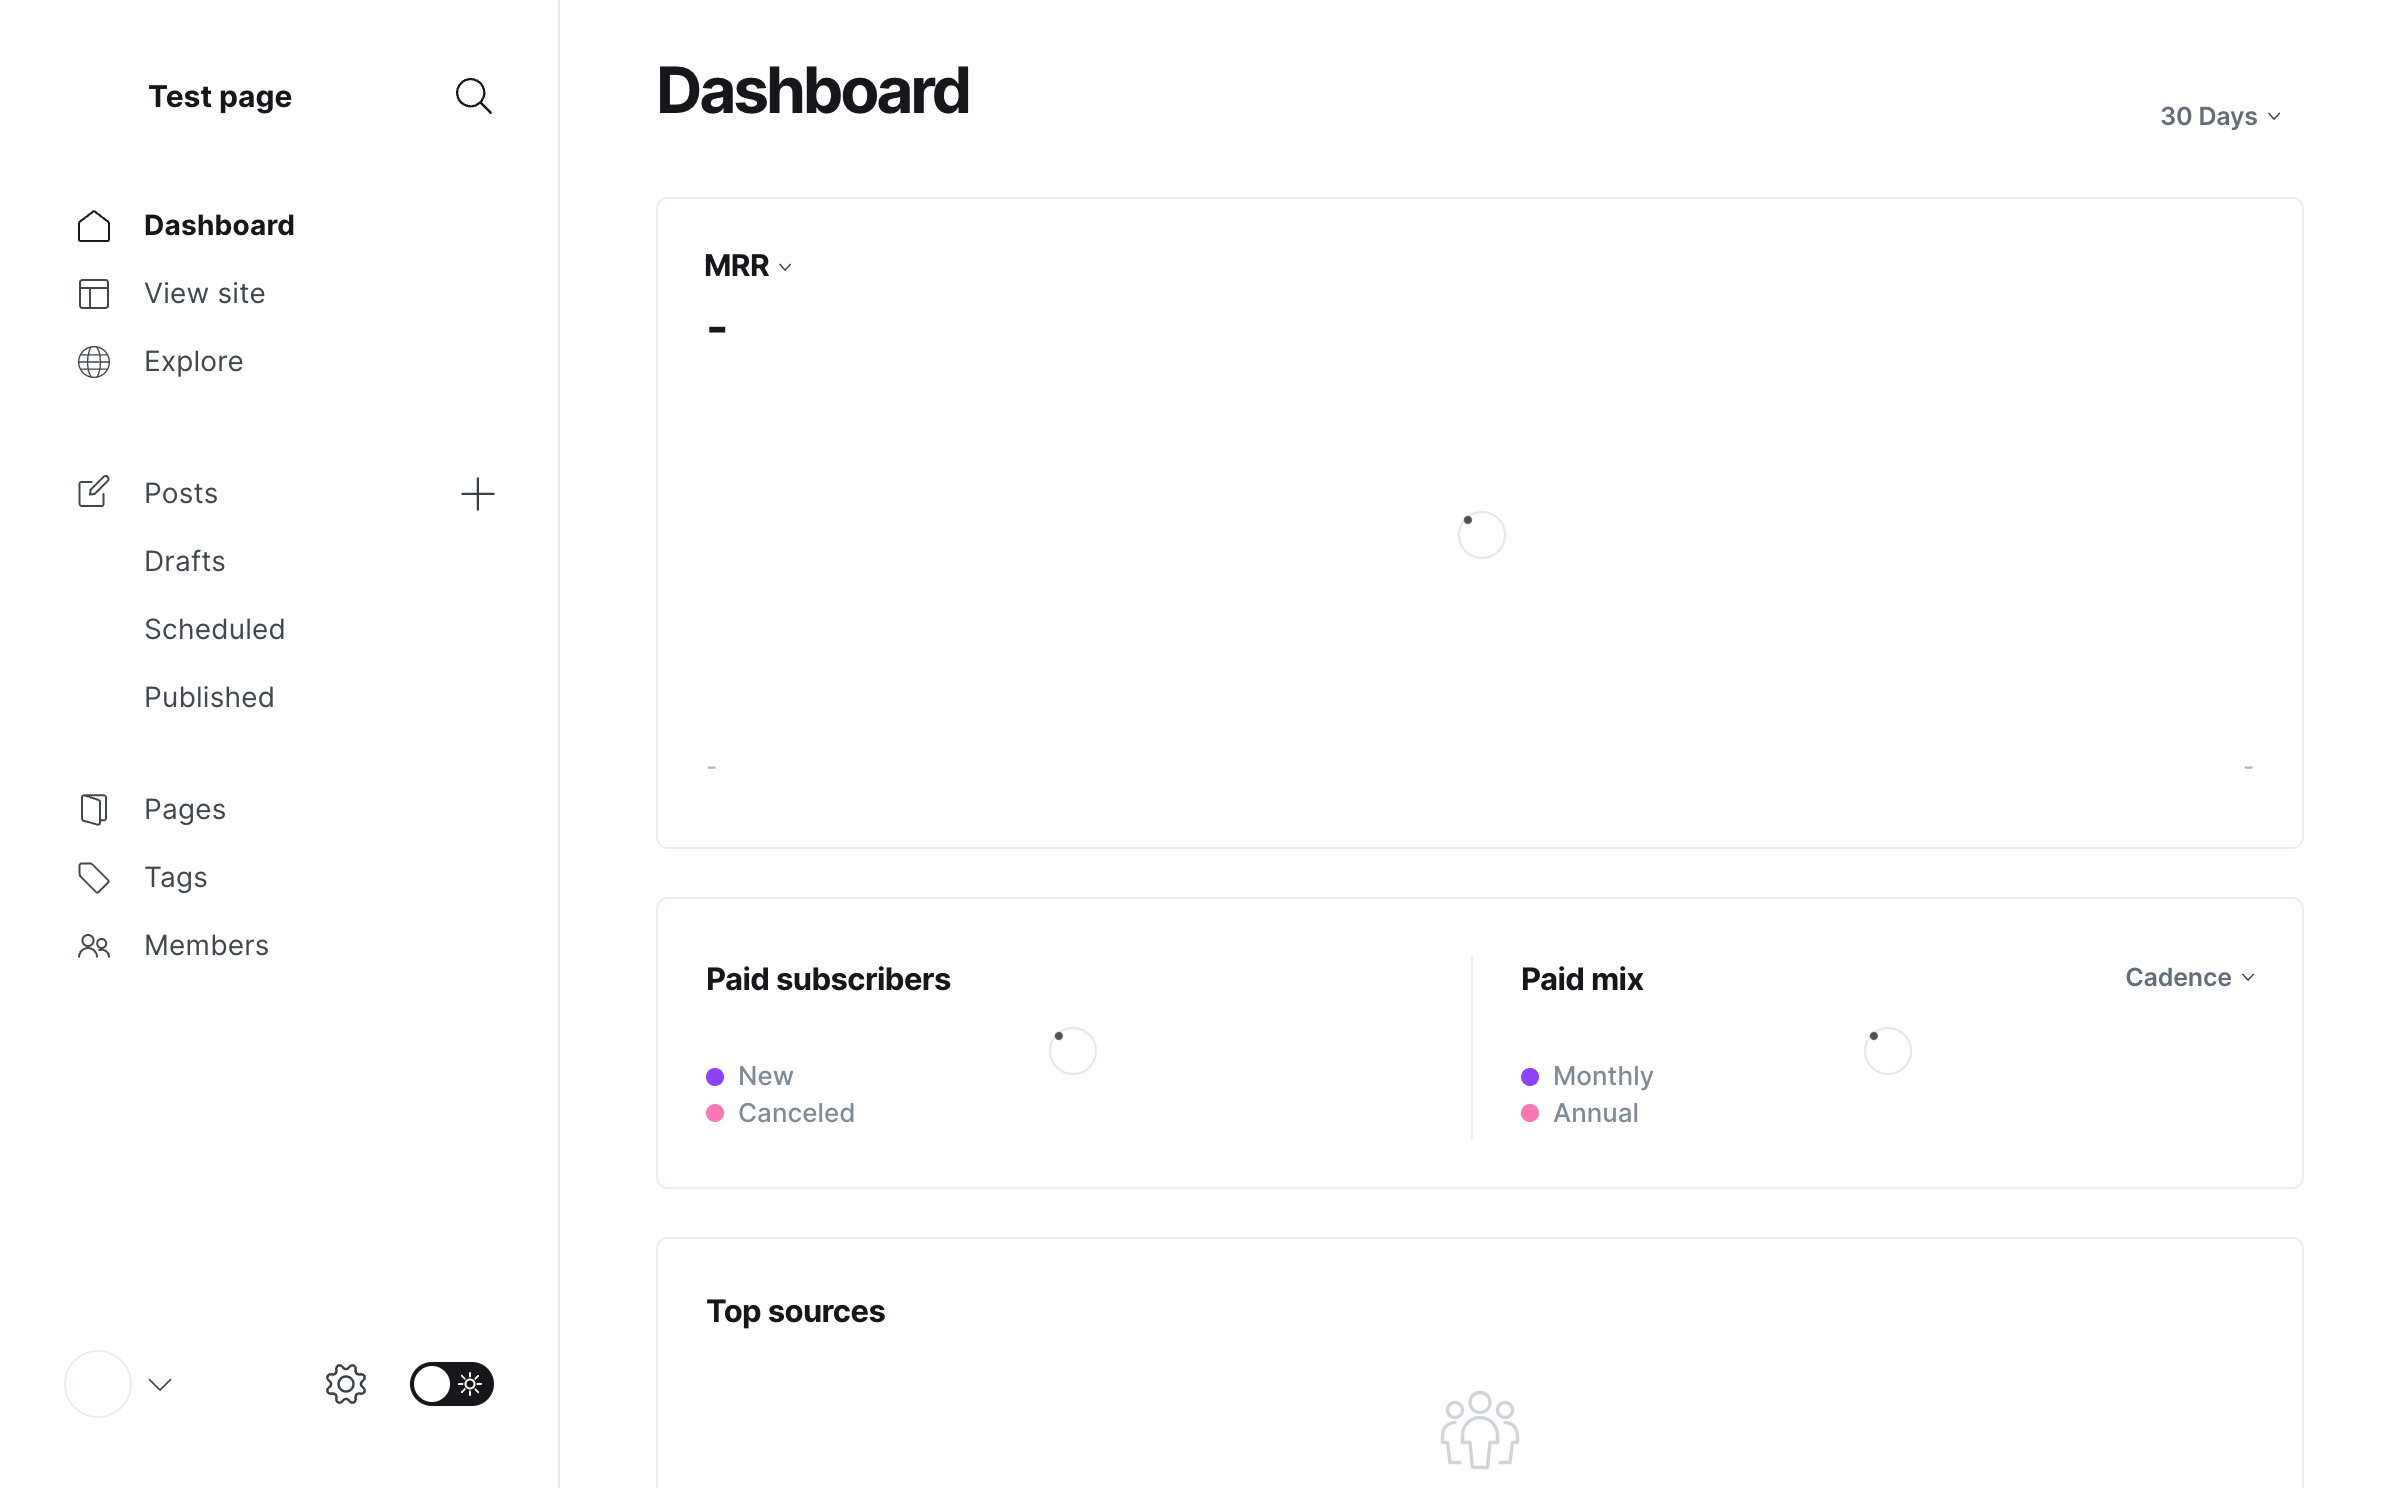 Test page
Dashboard
View site
Explore
Posts
Drafts
Scheduled
Published
Pages
Tags
Members
Dashboard
30 Days
MRR
-
-
-
Paid subscribers
New
Canceled
Paid mix
Cadence
Monthly
Annual
Top sources